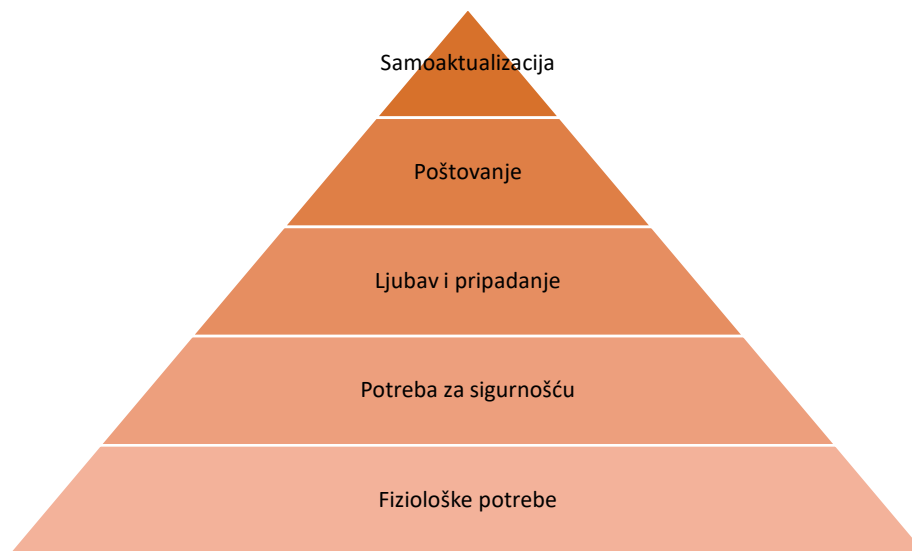 Samoaktualizacija
Poštovanje
Ljubav i pripadanje
Potreba za sigurnošću
Fiziološke potrebe